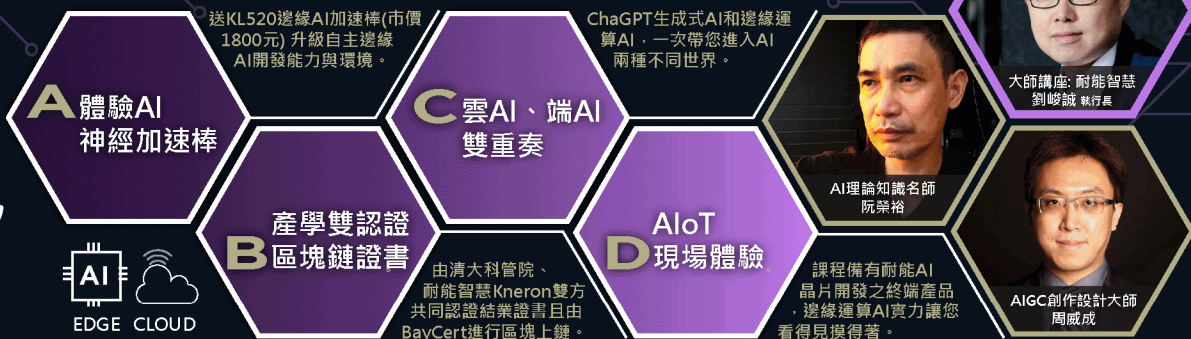 送KL520邊緣AI加速棒(市價
1800元) 升級自主邊緣
AI開發能力與環境。
A 體驗AI
神經加速棒
B 產學雙認證
區塊鏈證書
由清大科管院、
耐能智慧Kneron雙方
共同認證結業證書且由
BayCert進行區塊上鏈。
ChaGPT生成式AI和邊緣運
算AI，一次帶您進入AI
兩種不同世界。
C 雲AI、端AI
雙重奏
D AIoT
現場體驗
課程備有耐能AI
晶片開發之終端產品
，邊緣運算AI實力讓您
看得見摸得著。
AI理論知識名師
阮榮裕
大師講座: 耐能智慧
劉峻誠 執行長
AIGC創作設計大師
周威成
AI
EDGE CLOUD